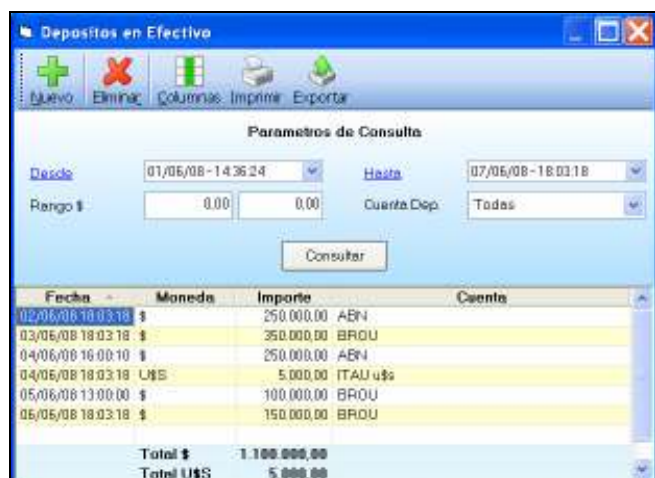 Depositos en Efectivo
Nuevo Eliminar Columnas Imprimir Exportar
Parametros de Consulta
Desde 01/06/08-14:36:24 Hasta 07/06/08-18:03:18
Rango $ 0,00 0,00 Cuenta Dep. Todas
Consultar
Fecha Moneda Importe Cuenta
02/06/08 18:03:18 $ 250.000,00 ABN
03/06/08 18:03:18 $ 350.000,00 BROU
04/06/08 16:00:10 $ 250.000,00 ABN
04/06/08 18:03:18 U$S 5.000,00 ITAU u$s
05/06/08 13:00:00 $ 100.000,00 BROU
06/06/08 18:03:18 $ 150.000,00 BROU
Total $ 1.100.000,00
Total U$S 5.000,00